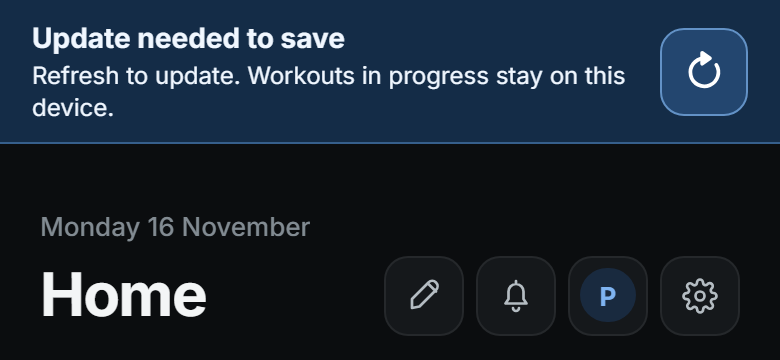 Update needed to save
Refresh to update. Workouts in progress stay on this
device.
Monday 16 November
Home
P